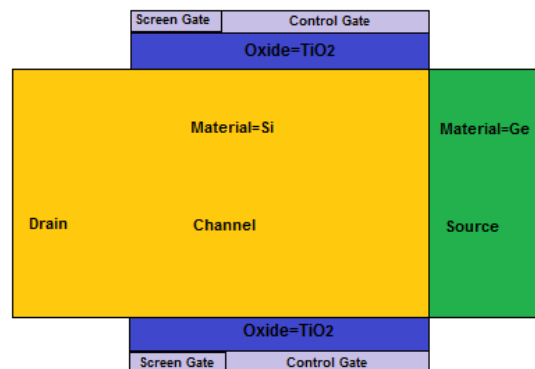 Screen Gate Control Gate
Oxide=TiO2
Material=Si Material=Ge
Drain Channel Source
Oxide=TiO2
Screen Gate Control Gate